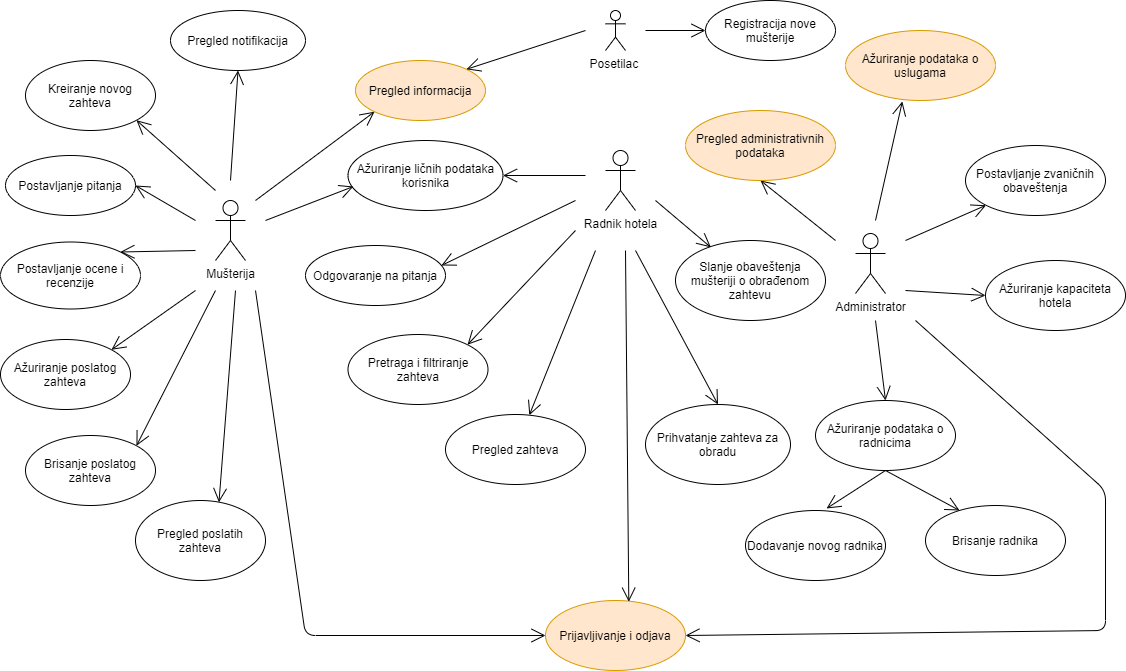 Posetilac
Registracija nove
mušterije
Pregled notifikacija
Pregled informacija
Ažuriranje podataka o
uslugama
Kreiranje novog
zahteva
Pregled administrativnih
podataka
Ažuriranje ličnih podataka
korisnika
Postavljanje pitanja
Postavljanje zvaničnih
obaveštenja
Radnik hotela
Mušterija
Postavljanje ocene i
recenzije
Odgovaranje na pitanja
Slanje obaveštenja
mušteriji o obrađenom
zahtevu
Administrator
Ažuriranje kapaciteta
hotela
Ažuriranje poslatog
zahteva
Pretraga i filtriranje
zahteva
Pregled zahteva
Prihvatanje zahteva za
obradu
Ažuriranje podataka o
radnicima
Brisanje poslatog
zahteva
Pregled poslatih
zahteva
Dodavanje novog radnika
Brisanje radnika
Prijavljivanje i odjava